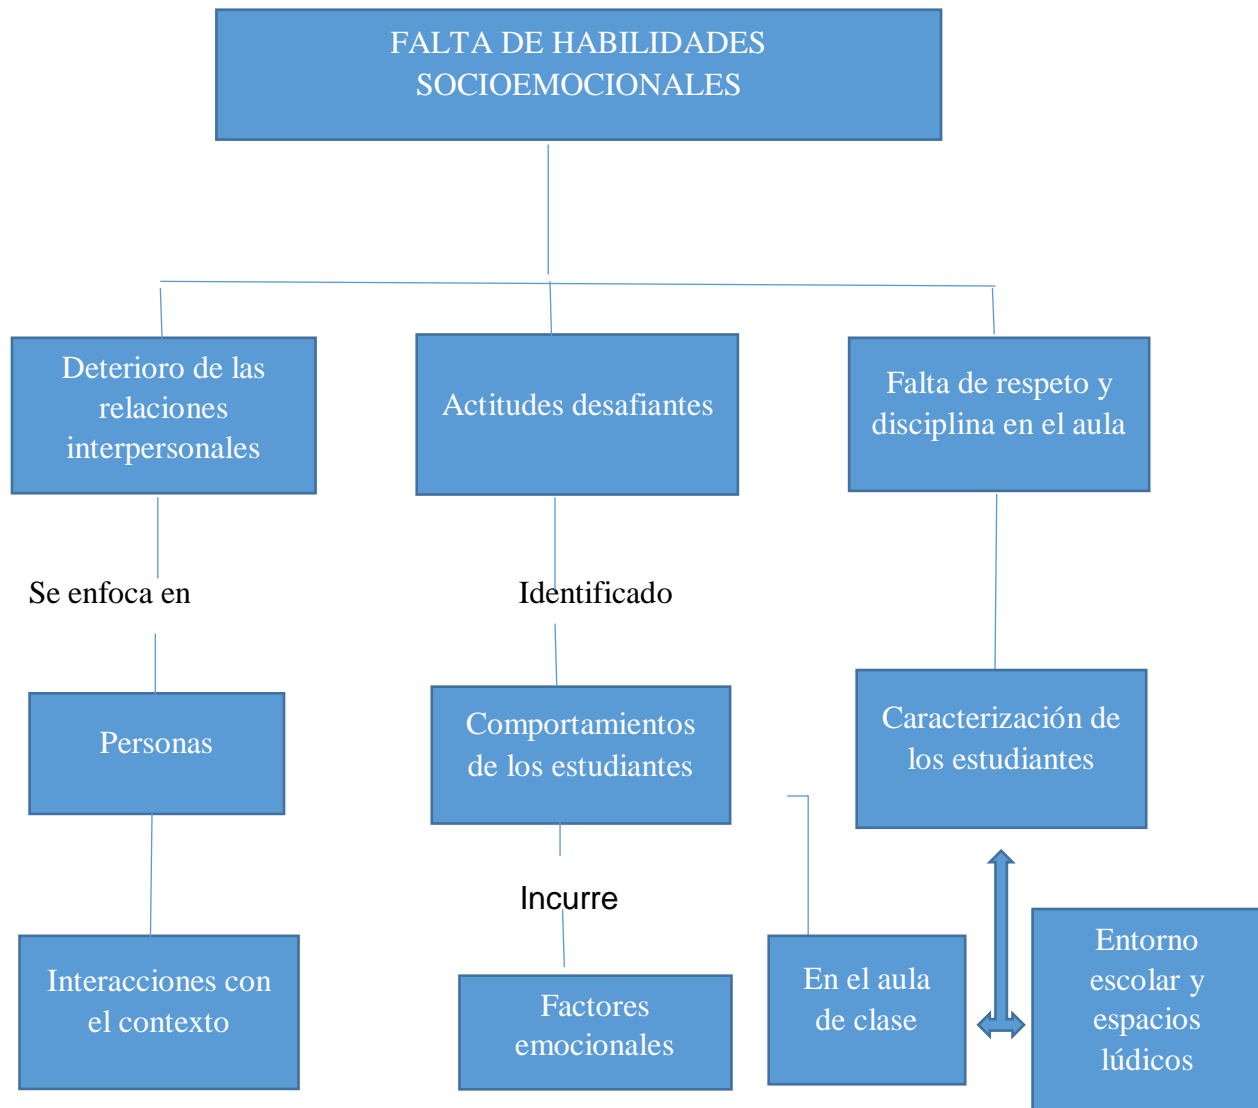 FALTA DE HABILIDADES
SOCIOEMOCIONALES
Deterioro de las
relaciones
interpersonales
Actitudes desafiantes
Falta de respeto y
disciplina en el aula
Se enfoca en
Identificado
Personas
Comportamientos
de los estudiantes
Caracterización de
los estudiantes
Incurre
Interacciones con
el contexto
Factores
emocionales
En el aula
de clase
Entorno
escolar y
espacios
lúdicos